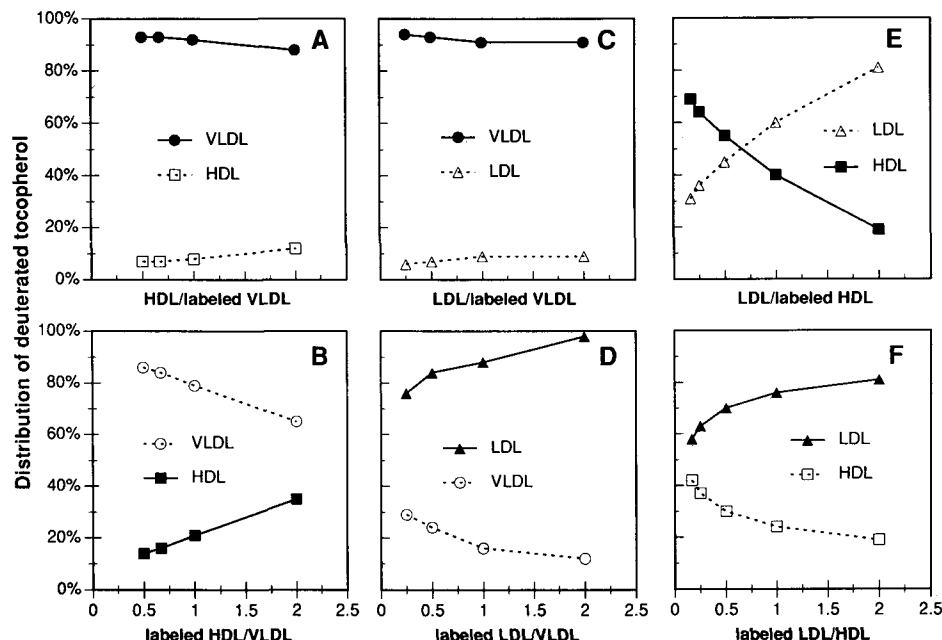 Distribution of deuterated tocopherol
100%
80%
60%
40%
20%
0%
A
VLDL
HDL
HDL/labeled VLDL
C
VLDL
LDL
LDL/labeled VLDL
E
LDL
HDL
LDL/labeled HDL
100%
80%
60%
40%
20%
0%
B
VLDL
HDL
0 0.5 1 1.5 2 2.5
labeled HDL/VLDL
D
LDL
VLDL
0 0.5 1 1.5 2 2.5
labeled LDL/VLDL
F
LDL
HDL
0 0.5 1 1.5 2 2.5
labeled LDL/HDL